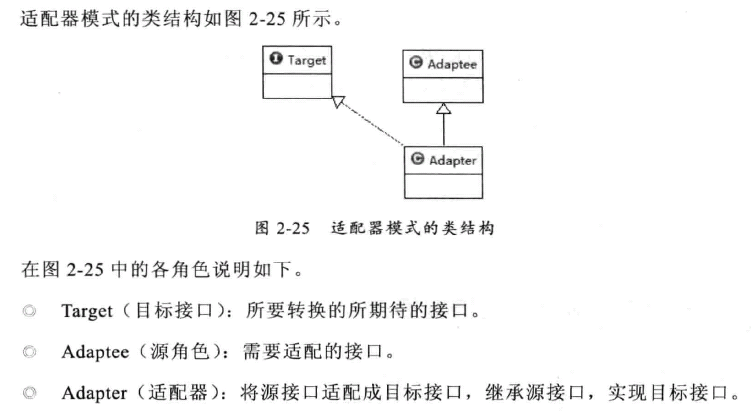 适配器模式的类结构如图 2-25 所示。
I Target
C Adaptee
C Adapter
图 2-25 适配器模式的类结构
在图 2-25 中的各角色说明如下。
◎ Target（目标接口）：所要转换的所期待的接口。
◎ Adaptee（源角色）：需要适配的接口。
◎ Adapter（适配器）：将源接口适配成目标接口，继承源接口，实现目标接口。